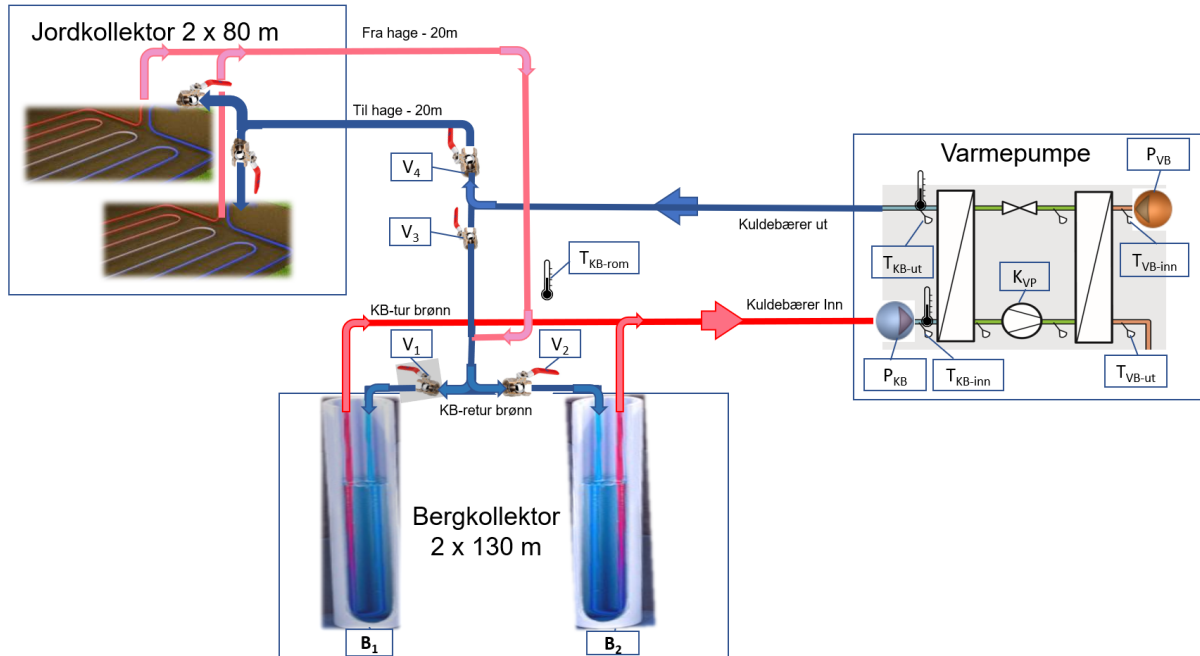 Jordkollektor 2 x 80 m
Fra hage - 20m
Til hage - 20m
V4
V3
Kuldebærer ut
Varmepumpe
PVB
TKB-ut
TVB-inn
KVP
TKB-rom
Kuldebærer Inn
KB-tur brønn
V1
V2
PKB
TKB-inn
TVB-ut
KB-retur brønn
Bergkollektor
2 x 130 m
B1
B2